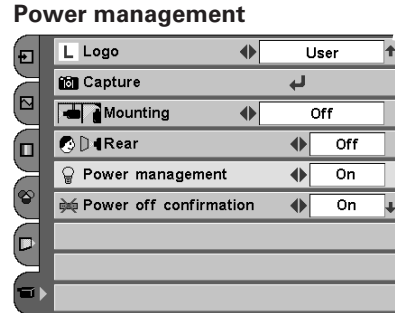 Power management
L Logo User
Capture
Mounting Off
Rear Off
Power management On
Power off confirmation On